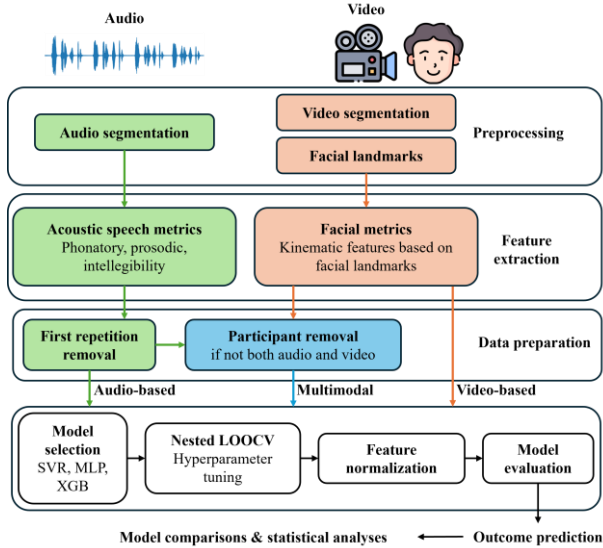 Audio
Video
Audio segmentation
Video segmentation
Facial landmarks
Preprocessing
Acoustic speech metrics
Phonatory, prosodic,
intellegibility
Facial metrics
Kinematic features based on
facial landmarks
Feature
extraction
First repetition
removal
Participant removal
if not both audio and video
Data preparation
Audio-based
Multimodal
Video-based
Model
selection
SVR, MLP,
XGB
Nested LOOCV
Hyperparameter
tuning
Feature
normalization
Model
evaluation
Model comparisons & statistical analyses
Outcome prediction